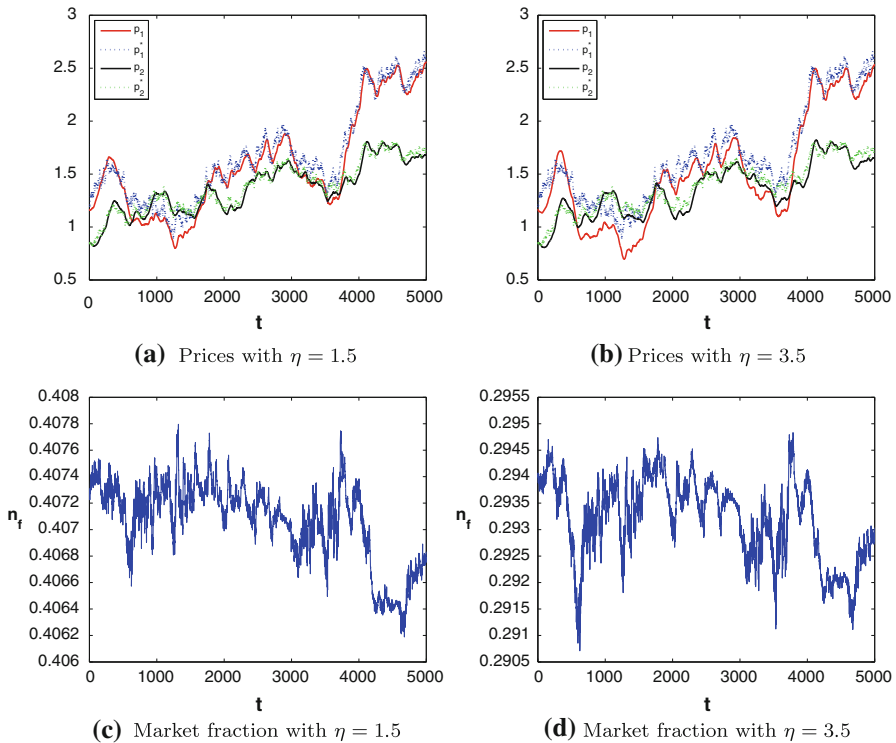 3
2.5
2
1.5
1
0.5
p₁
p₁*
p₂
p₂*
0 1000 2000 3000 4000 5000
t
(a) Prices with η = 1.5
3
2.5
2
1.5
1
0.5
p₁
p₁*
p₂
p₂*
0 1000 2000 3000 4000 5000
t
(b) Prices with η = 3.5
0.408
0.4078
0.4076
0.4074
0.4072
0.407
0.4068
0.4066
0.4064
0.4062
0.406
n_f
0 1000 2000 3000 4000 5000
t
(c) Market fraction with η = 1.5
0.2955
0.295
0.2945
0.294
0.2935
0.293
0.2925
0.292
0.2915
0.291
0.2905
n_f
0 1000 2000 3000 4000 5000
t
(d) Market fraction with η = 3.5